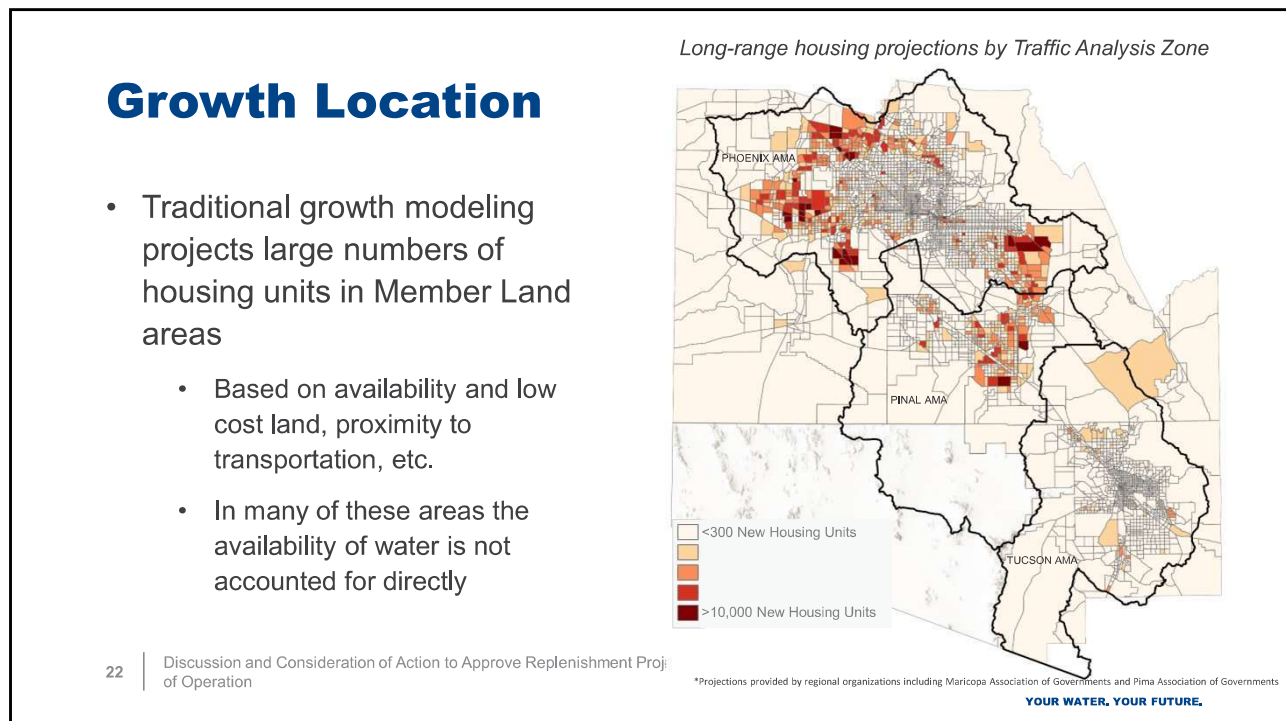 Long-range housing projections by Traffic Analysis Zone
Growth Location
• Traditional growth modeling
projects large numbers of
housing units in Member Land
areas
• Based on availability and low
cost land, proximity to
transportation, etc.
• In many of these areas the
availability of water is not
accounted for directly
PHOENIX AMA
PINAL AMA
TUCSON AMA
<300 New Housing Units
>10,000 New Housing Units
22
Discussion and Consideration of Action to Approve Replenishment
of Operation
*Projections provided by regional organizations including Maricopa Association of Governments and Pima Association of Governments
YOUR WATER. YOUR FUTURE.